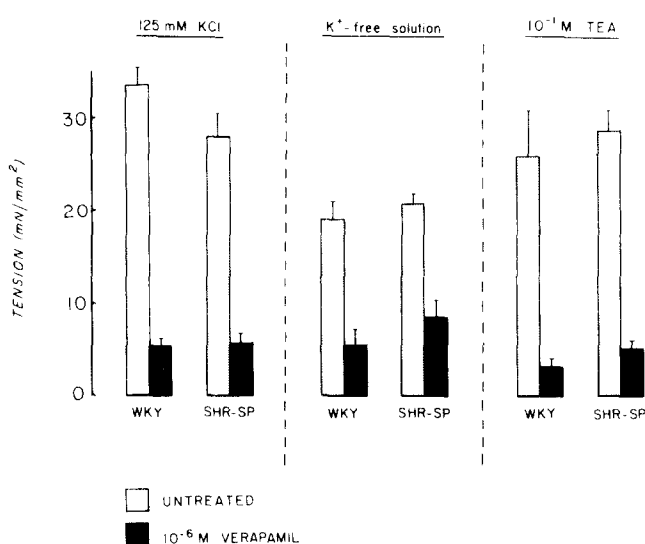 125 mM KCl
K⁺-free solution
10⁻¹ M TEA
TENSION (mN/mm²)
30
20
10
0
WKY
SHR-SP
WKY
SHR-SP
WKY
SHR-SP
UNTREATED
10⁻⁶ M VERAPAMIL